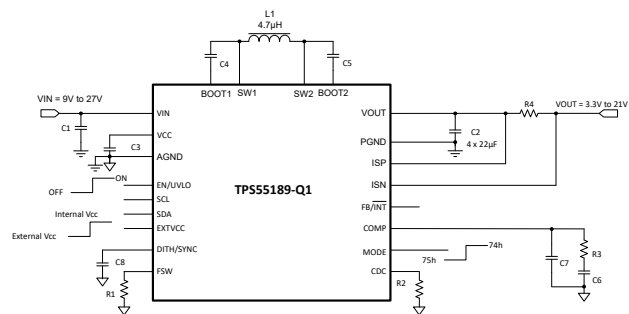 L1
4.7µH
C4
C5
BOOT1
SW1
SW2
BOOT2
VIN = 9V to 27V
VIN
C1
VCC
C3
AGND
ON
OFF
EN/UVLO
SCL
Internal Vcc
SDA
External Vcc
EXTVCC
DITH/SYNC
C8
FSW
R1
TPS55189-Q1
VOUT
R4
VOUT = 3.3V to 21V
C2
4 x 22µF
PGND
ISP
ISN
FB/INT
COMP
MODE
74h
75h
C7
R3
C6
CDC
R2